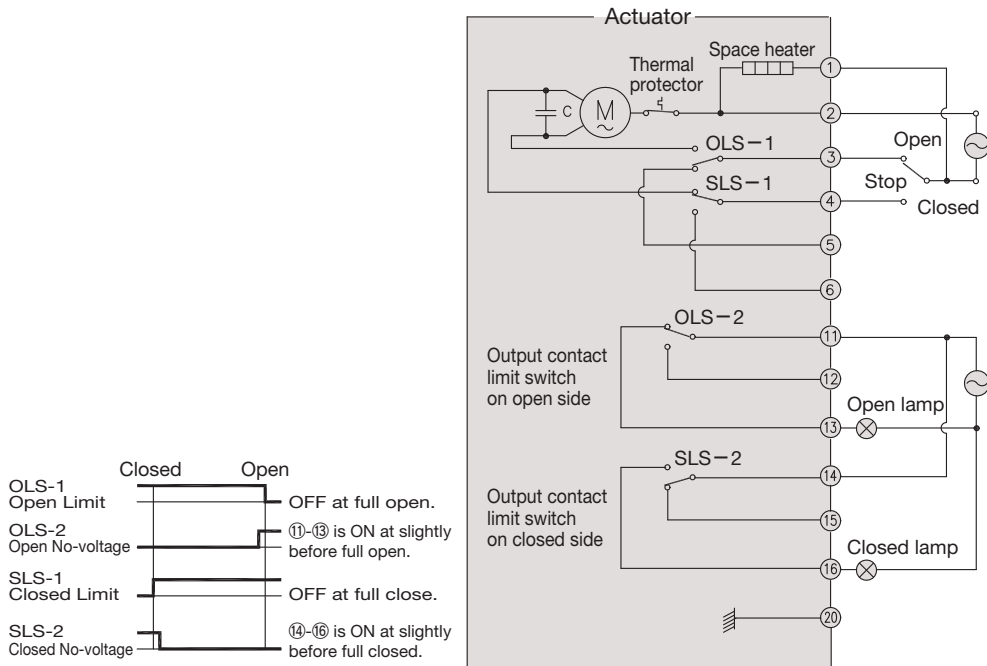 Actuator
Space heater
Thermal
protector
C
M
1
2
Open
OLS-1
3
Stop
SLS-1
4
Closed
5
6
OLS-2
11
Output contact
limit switch
on open side
12
Open lamp
13
SLS-2
14
Output contact
limit switch
on closed side
15
Closed lamp
16
20
Closed Open
OLS-1
Open Limit
OFF at full open.
OLS-2
Open No-voltage
⑪-⑬ is ON at slightly
before full open.
SLS-1
Closed Limit
OFF at full close.
SLS-2
Closed No-voltage
⑭-⑯ is ON at slightly
before full closed.